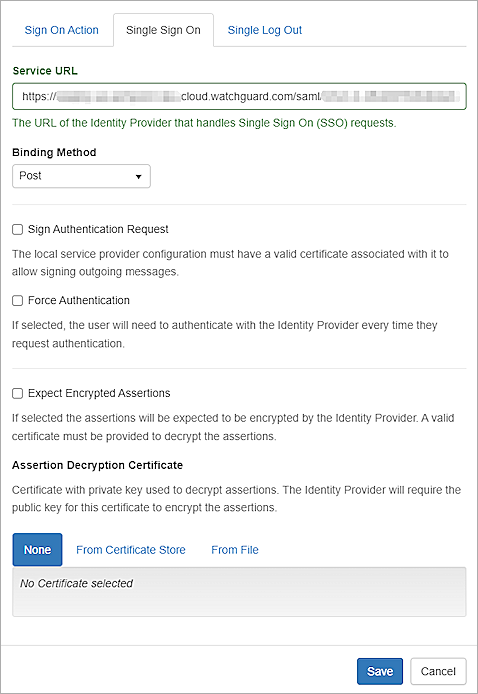 Sign On Action Single Sign On Single Log Out
Service URL
https:// cloud.watchguard.com/saml/
The URL of the Identity Provider that handles Single Sign On (SSO) requests.
Binding Method
Post
Sign Authentication Request
The local service provider configuration must have a valid certificate associated with it to
allow signing outgoing messages.
Force Authentication
If selected, the user will need to authenticate with the Identity Provider every time they
request authentication.
Expect Encrypted Assertions
If selected the assertions will be expected to be encrypted by the Identity Provider. A valid
certificate must be provided to decrypt the assertions.
Assertion Decryption Certificate
Certificate with private key used to decrypt assertions. The Identity Provider will require the
public key for this certificate to encrypt the assertions.
None From Certificate Store From File
No Certificate selected
Save Cancel